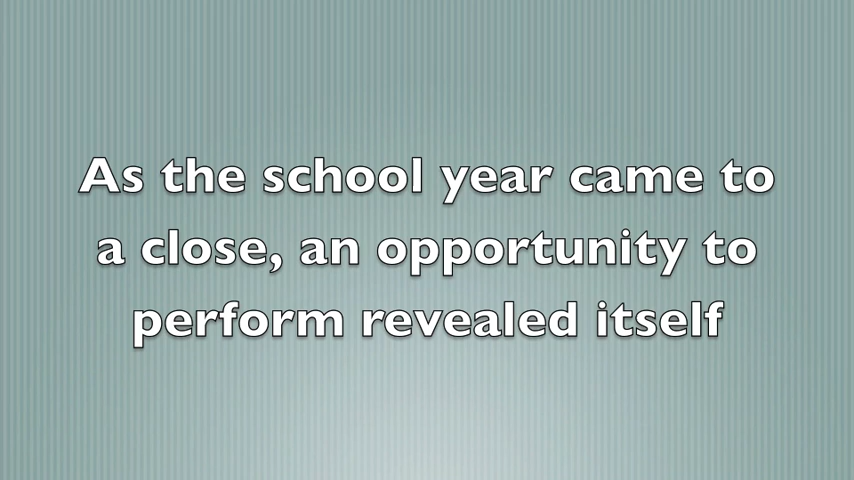 As the school year came to
a close, an opportunity to
perform revealed itself